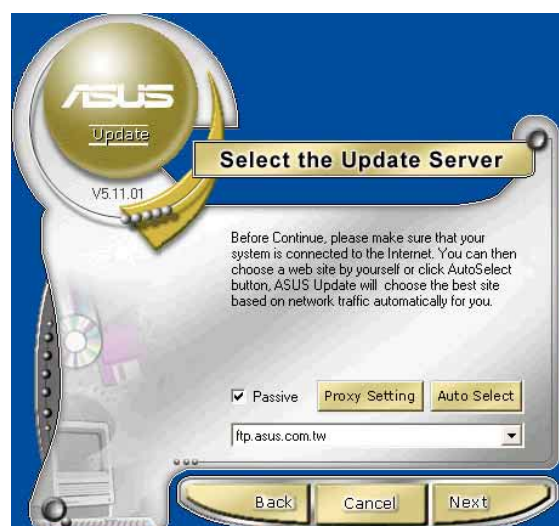 ASUS
Update
V5.11.01
Select the Update Server
Before Continue, please make sure that your
system is connected to the Internet. You can then
choose a web site by yourself or click AutoSelect
button, ASUS Update will choose the best site
based on network traffic automatically for you.
Passive
Proxy Setting
Auto Select
ftp.asus.com.tw
Back
Cancel
Next